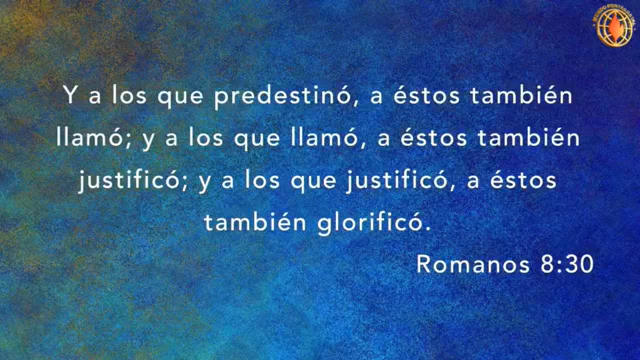 Y a los que predestinó, a éstos también
llamó; y a los que llamó, a éstos también
justificó; y a los que justificó, a éstos
también glorificó.
Romanos 8:30